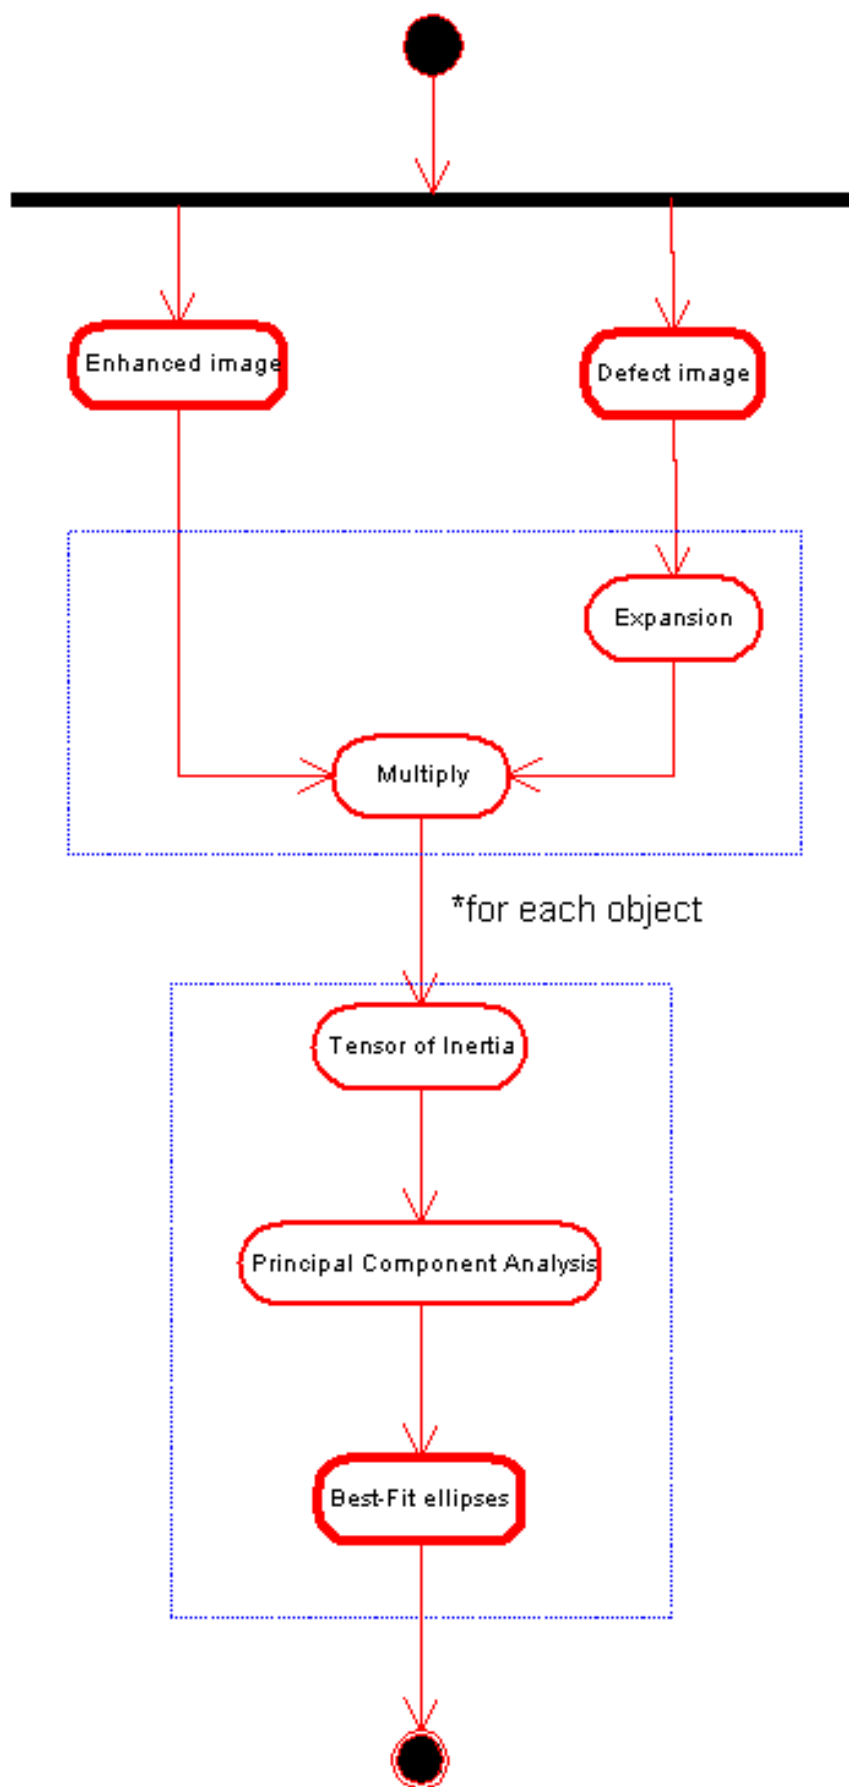 Enhanced image
Defect image
Expansion
Multiply
*for each object
Tensor of Inertia
Principal Component Analysis
Best-Fit ellipses